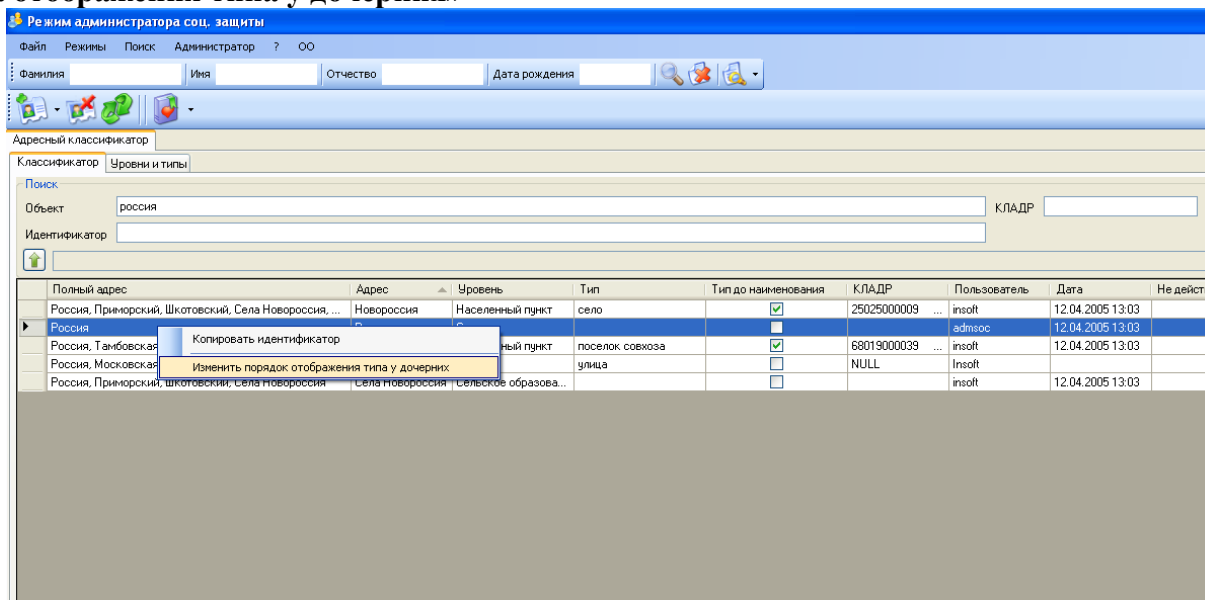 отображения типа у дочерних»
Режим администратора соц. защиты
Файл Режимы Поиск Администратор ? ОО
Фамилия Имя Отчество Дата рождения
Адресный классификатор
Классификатор Уровни и типы
Поиск
Объект россия КЛАДР
Идентификатор
Полный адрес Адрес Уровень Тип Тип до наименования КЛАДР Пользователь Дата Не дейст
Россия, Приморский, Шкотовский, Села Новороссия, ... Новороссия Населенный пункт село 25025000009 ... insoft 12.04.2005 13:03
Россия admsoc 12.04.2005 13:03
Копировать идентификатор
Россия, Тамбовская ный пункт поселок совхоза 68019000039 ... insoft 12.04.2005 13:03
Россия, Московская улица NULL Insoft
Изменить порядок отображения типа у дочерних
Россия, Приморский, Шкотовский, Села Новороссия Села Новороссия Сельское образова... insoft 12.04.2005 13:03